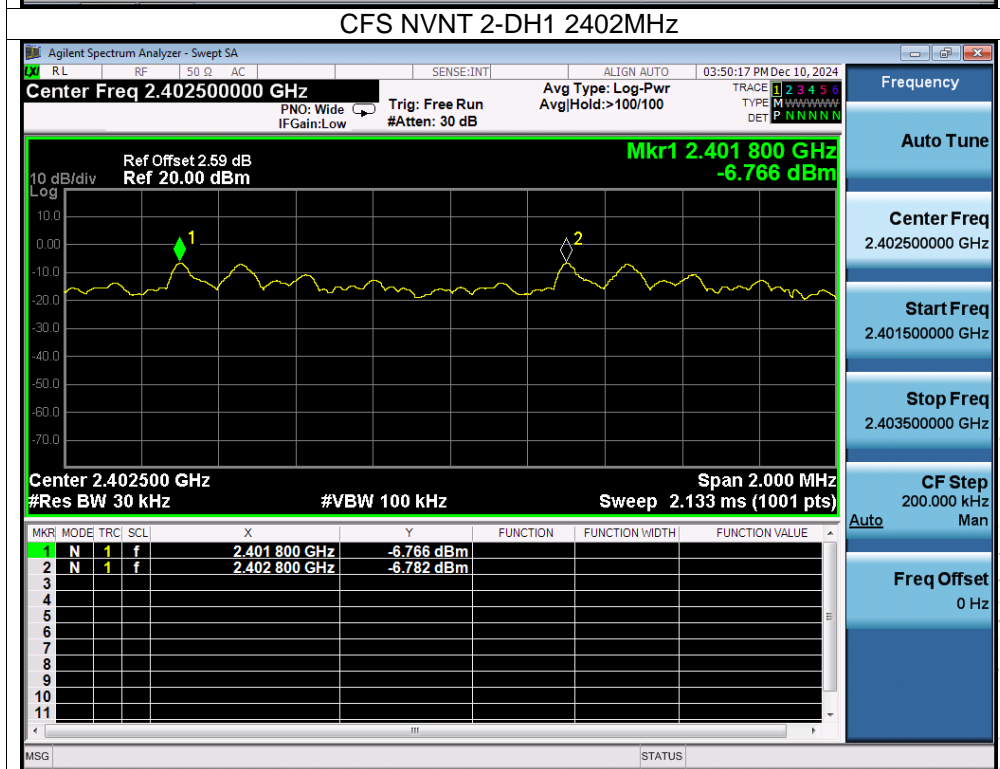 CFS NVNT 2-DH1 2402MHz
Agilent Spectrum Analyzer - Swept SA
LXI RL RF 50 Ω AC SENSE:INT ALIGN AUTO 03:50:17 PM Dec 10, 2024
Center Freq 2.402500000 GHz
PNO: Wide
IFGain:Low
Trig: Free Run
#Atten: 30 dB
Avg Type: Log-Pwr
Avg|Hold:>100/100
TRACE 1 2 3 4 5 6
TYPE M WWWWW
DET P N N N N N
Mkr1 2.401 800 GHz
-6.766 dBm
Ref Offset 2.59 dB
10 dB/div Ref 20.00 dBm
Log
10.0
0.00
-10.0
-20.0
-30.0
-40.0
-50.0
-60.0
-70.0
1
2
Center 2.402500 GHz Span 2.000 MHz
#Res BW 30 kHz #VBW 100 kHz Sweep 2.133 ms (1001 pts)
MKR MODE TRC SCL X Y FUNCTION FUNCTION WIDTH FUNCTION VALUE
1 N 1 f 2.401 800 GHz -6.766 dBm
2 N 1 f 2.402 800 GHz -6.782 dBm
3
4
5
6
7
8
9
10
11
MSG STATUS
Frequency
Auto Tune
Center Freq
2.402500000 GHz
Start Freq
2.401500000 GHz
Stop Freq
2.403500000 GHz
CF Step
200.000 kHz
Auto Man
Freq Offset
0 Hz